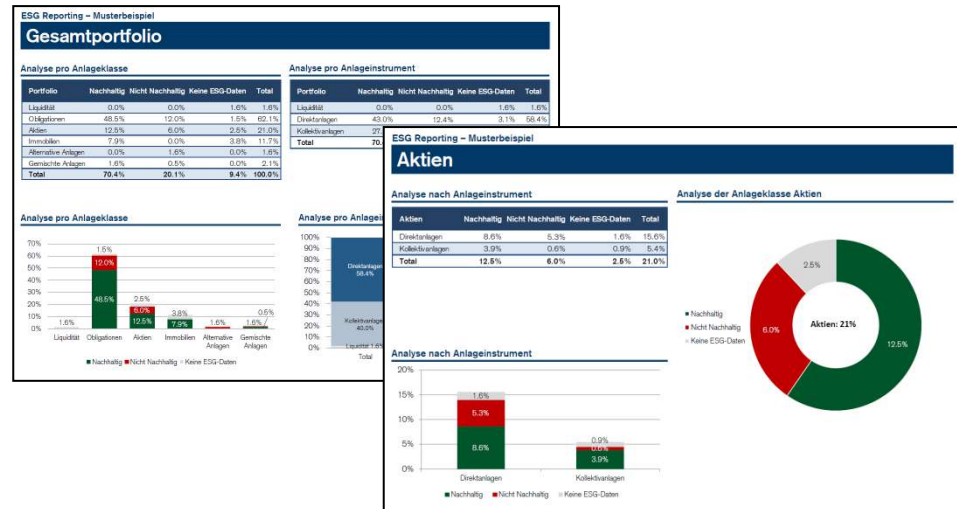 ESG Reporting – Musterbeispiel
Gesamtportfolio
Analyse pro Anlageklasse
Portfolio Nachhaltig Nicht Nachhaltig Keine ESG-Daten Total
Liquidität 0.0% 0.0% 1.6% 1.6%
Obligationen 48.5% 12.0% 1.5% 62.1%
Aktien 12.5% 6.0% 2.5% 21.0%
Immobilien 7.9% 0.0% 3.8% 11.7%
Alternative Anlagen 0.0% 1.6% 0.0% 1.6%
Gemischte Anlagen 1.6% 0.5% 0.0% 2.1%
Total 70.4% 20.1% 9.4% 100.0%
Analyse pro Anlageinstrument
Portfolio Nachhaltig Nicht Nachhaltig Keine ESG-Daten Total
Liquidität 0.0% 0.0% 1.6% 1.6%
Direktanlagen 43.0% 12.4% 3.1% 58.4%
Kollektivanlagen 27.
Total 70.
Analyse pro Anlageklasse
70%
60%
50%
40%
30%
20%
10%
0%
1.6%
1.5%
12.0%
48.5%
2.5%
6.0%
12.5%
3.8%
7.9%
1.6%
0.5%
1.6% /
Liquidität Obligationen Aktien Immobilien Alternative Anlagen Gemischte Anlagen
Nachhaltig Nicht Nachhaltig Keine ESG-Daten
Analyse pro Anlagei
100%
90%
80%
70%
60%
50%
40%
30%
20%
10%
0%
Direktanlagen
58.4%
Kollektivanlage
40.0%
Liquidität 1.6%
Total
ESG Reporting – Musterbeispiel
Aktien
Analyse nach Anlageinstrument
Aktien Nachhaltig Nicht Nachhaltig Keine ESG-Daten Total
Direktanlagen 8.6% 5.3% 1.6% 15.6%
Kollektivanlagen 3.9% 0.6% 0.9% 5.4%
Total 12.5% 6.0% 2.5% 21.0%
Analyse der Anlageklasse Aktien
Nachhaltig
Nicht Nachhaltig
Keine ESG-Daten
2.5%
6.0%
Aktien: 21%
12.5%
Analyse nach Anlageinstrument
20%
15%
10%
5%
0%
1.6%
5.3%
8.6%
0.9%
0.6%
3.9%
Direktanlagen Kollektivanlagen
Nachhaltig Nicht Nachhaltig Keine ESG-Daten